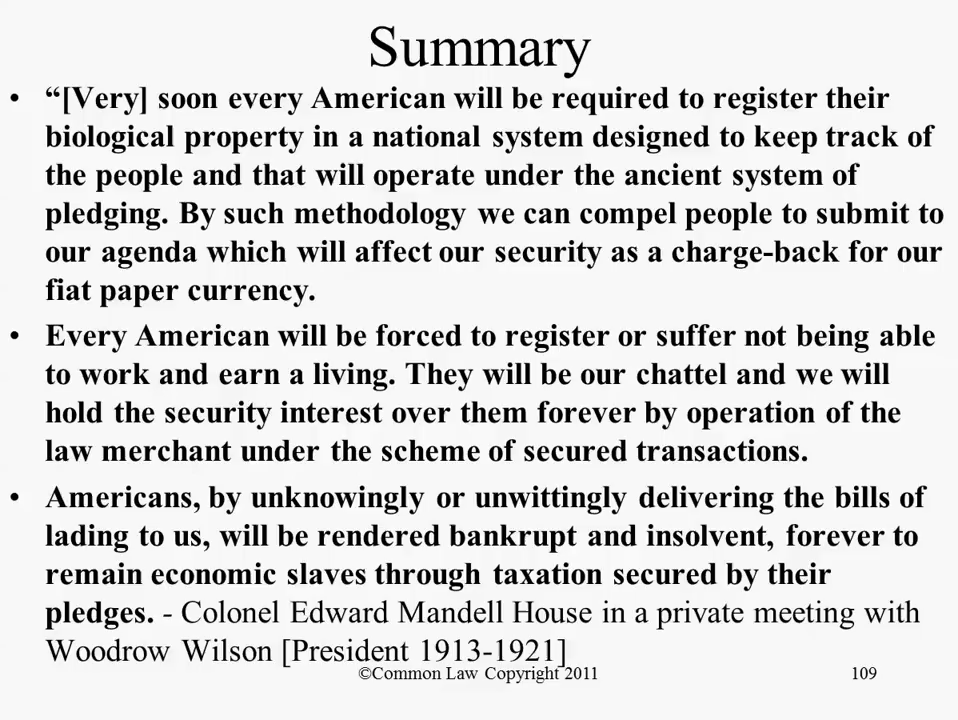 Summary
• “[Very] soon every American will be required to register their
biological property in a national system designed to keep track of
the people and that will operate under the ancient system of
pledging. By such methodology we can compel people to submit to
our agenda which will affect our security as a charge-back for our
fiat paper currency.
• Every American will be forced to register or suffer not being able
to work and earn a living. They will be our chattel and we will
hold the security interest over them forever by operation of the
law merchant under the scheme of secured transactions.
• Americans, by unknowingly or unwittingly delivering the bills of
lading to us, will be rendered bankrupt and insolvent, forever to
remain economic slaves through taxation secured by their
pledges. - Colonel Edward Mandell House in a private meeting with
Woodrow Wilson [President 1913-1921]
©Common Law Copyright 2011 109